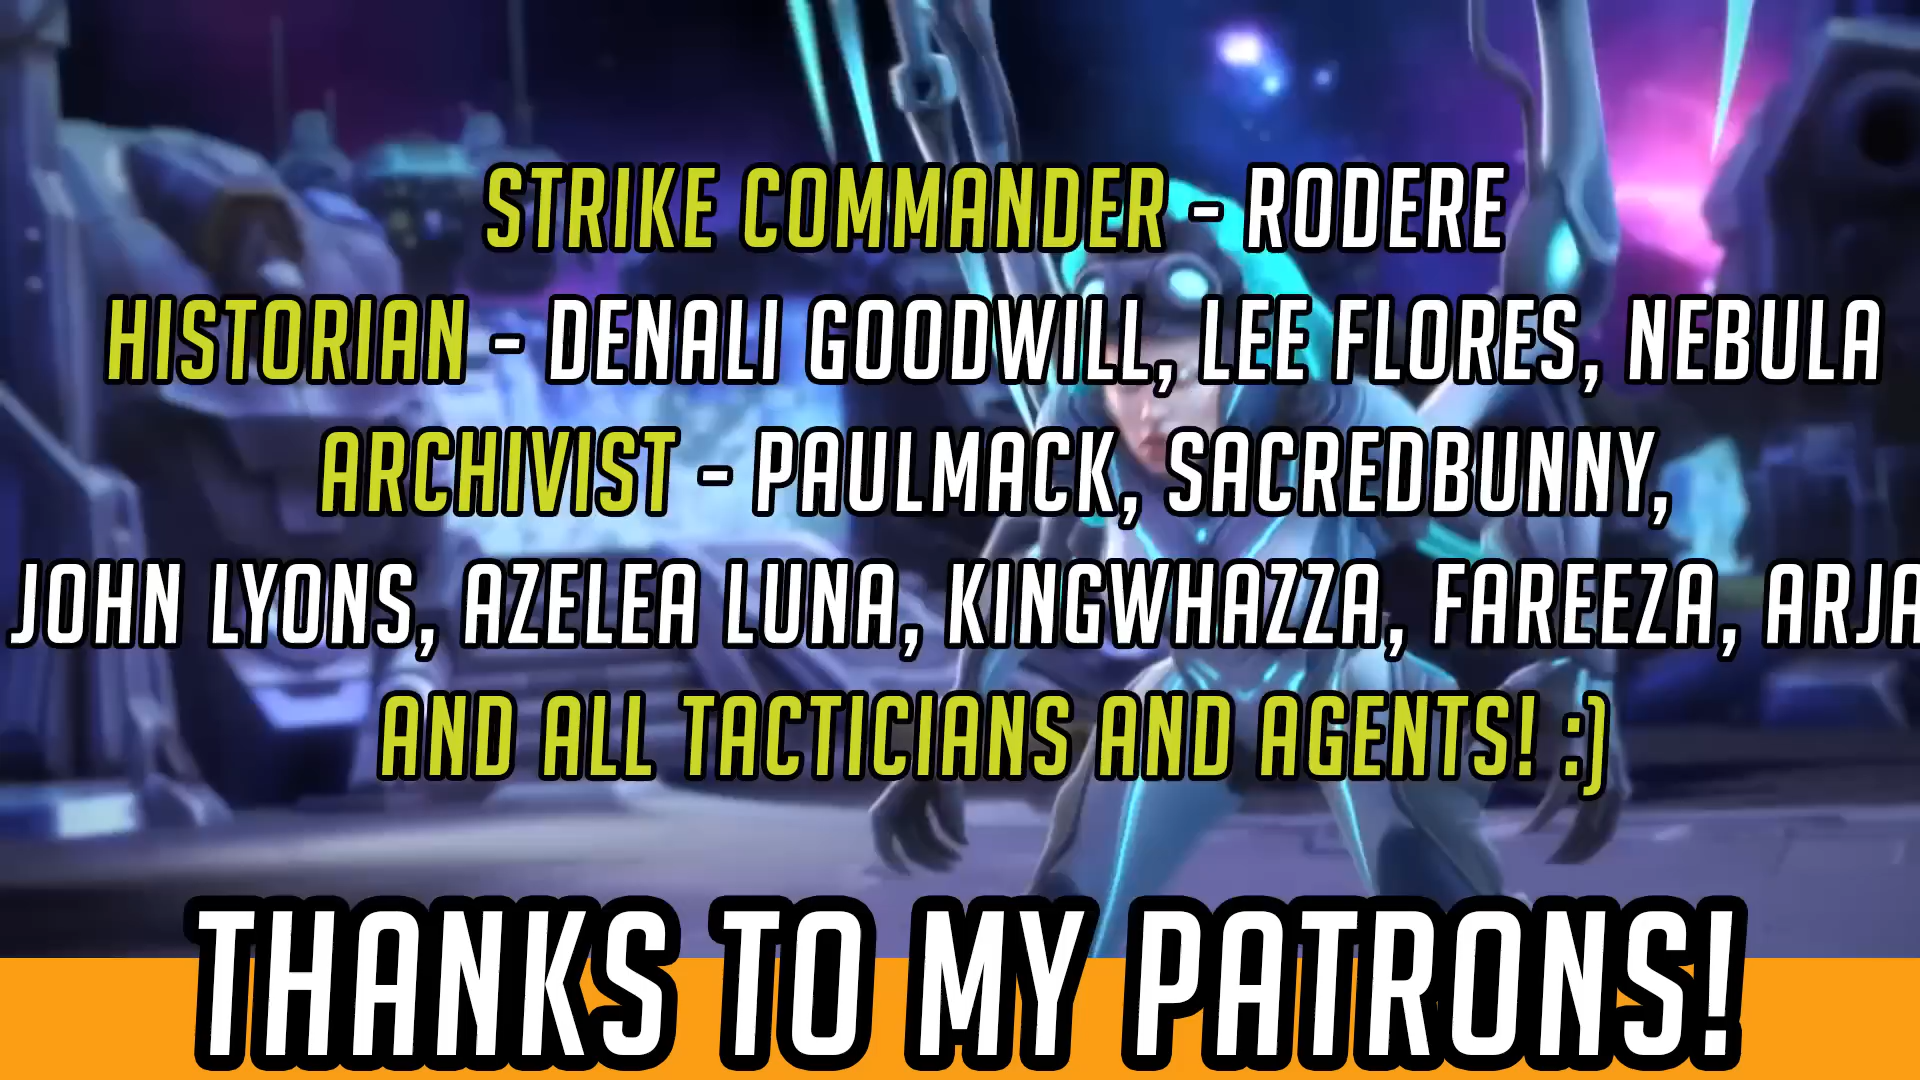 STRIKE COMMANDER - RODERE
HISTORIAN - DENALI GOODWILL, LEE FLORES, NEBULA
ARCHIVIST - PAULMACK, SACREDBUNNY,
JOHN LYONS, AZELEA LUNA, KINGWHAZZA, FAREEZA, ARJA
AND ALL TACTICIANS AND AGENTS! :)
THANKS TO MY PATRONS!